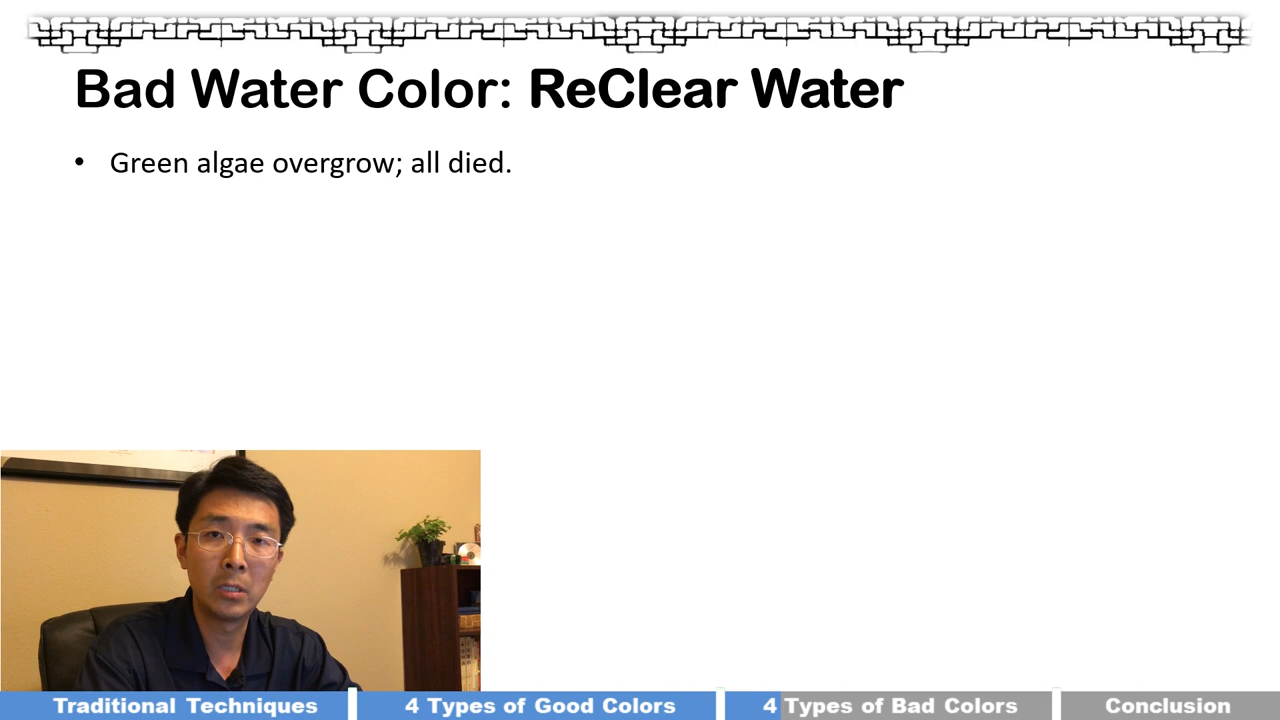 Bad Water Color: ReClear Water
• Green algae overgrow; all died.
Traditional Techniques
4 Types of Good Colors
4 Types of Bad Colors
Conclusion